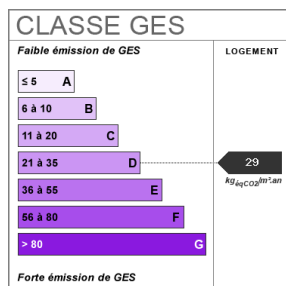 CLASSE GES
Faible émission de GES
LOGEMENT
≤ 5 A
6 à 10 B
11 à 20 C
21 à 35 D
29
kgéqCO2/m².an
36 à 55 E
56 à 80 F
> 80 G
Forte émission de GES